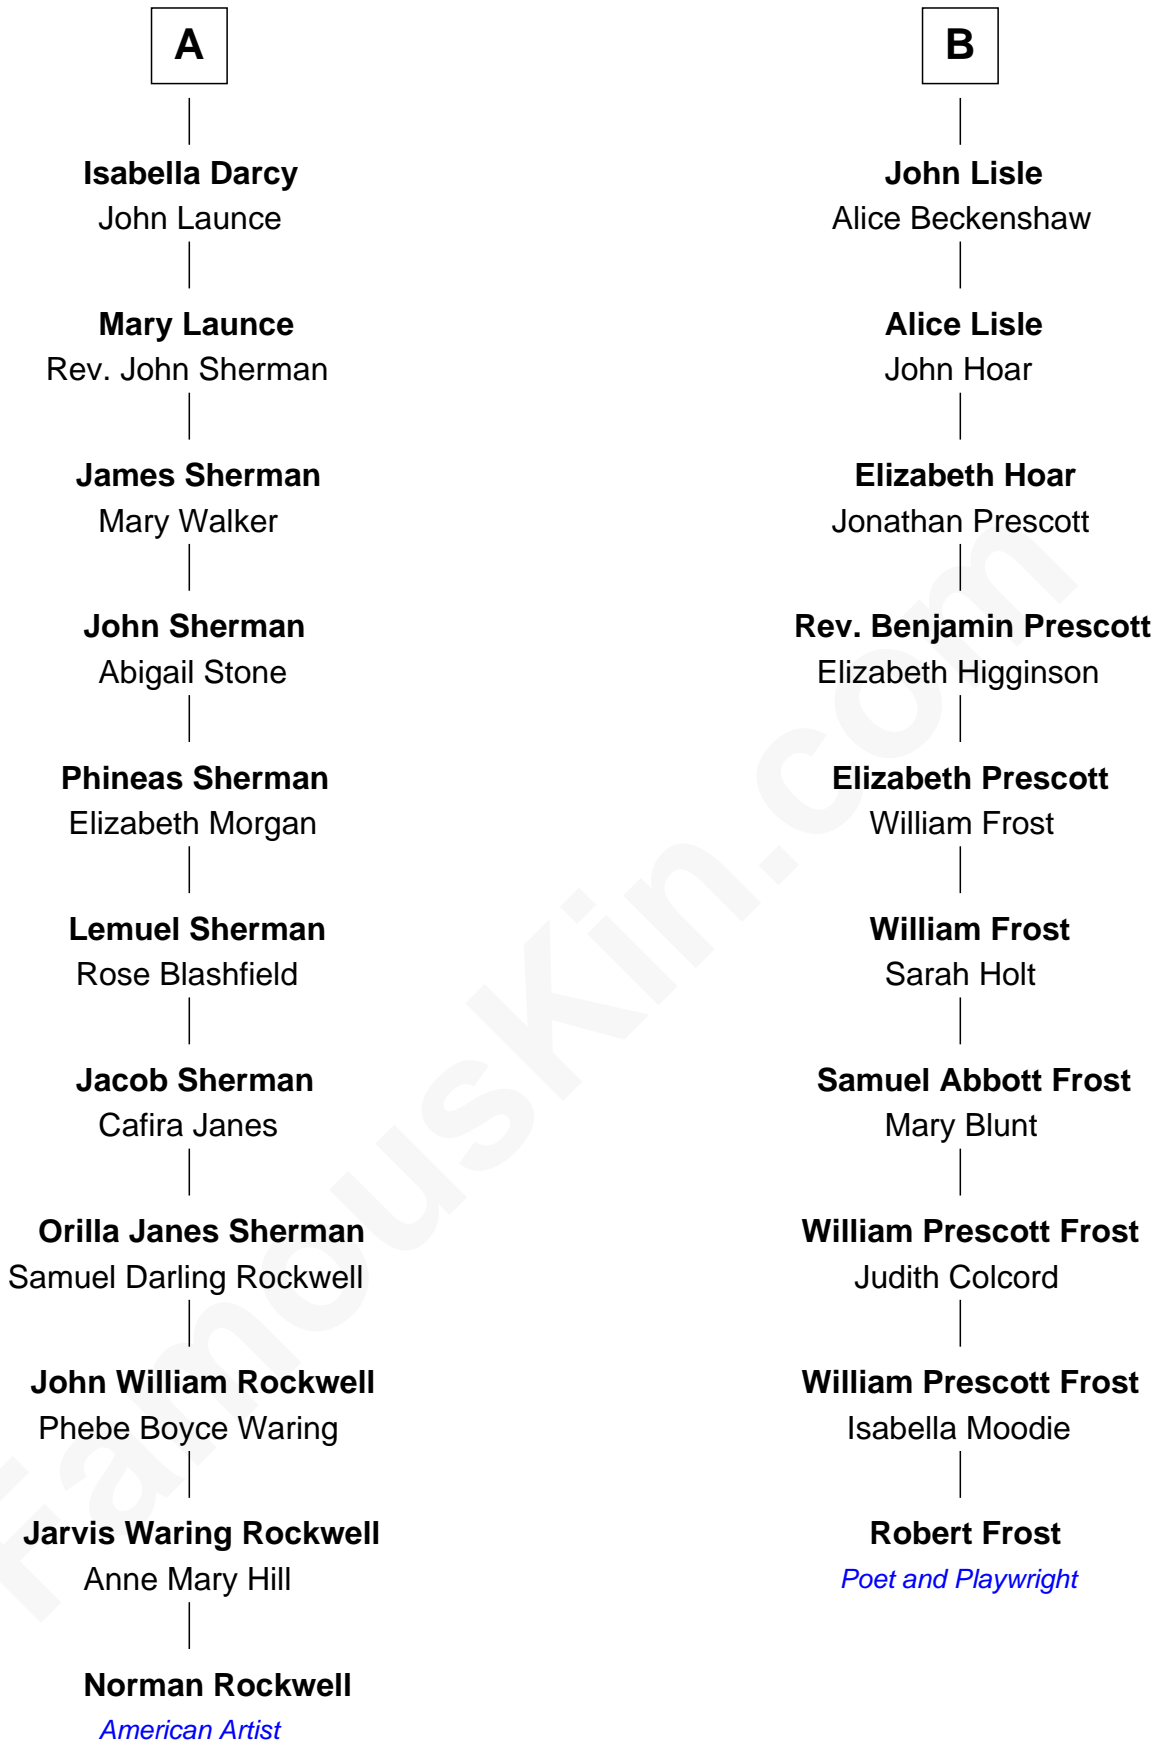 A
Isabella Darcy
John Launce
Mary Launce
Rev. John Sherman
James Sherman
Mary Walker
John Sherman
Abigail Stone
Phineas Sherman
Elizabeth Morgan
Lemuel Sherman
Rose Blashfield
Jacob Sherman
Cafira Janes
Orilla Janes Sherman
Samuel Darling Rockwell
John William Rockwell
Phebe Boyce Waring
Jarvis Waring Rockwell
Anne Mary Hill
Norman Rockwell
American Artist
B
John Lisle
Alice Beckenshaw
Alice Lisle
John Hoar
Elizabeth Hoar
Jonathan Prescott
Rev. Benjamin Prescott
Elizabeth Higginson
Elizabeth Prescott
William Frost
William Frost
Sarah Holt
Samuel Abbott Frost
Mary Blunt
William Prescott Frost
Judith Colcord
William Prescott Frost
Isabella Moodie
Robert Frost
Poet and Playwright
FamousKin.com